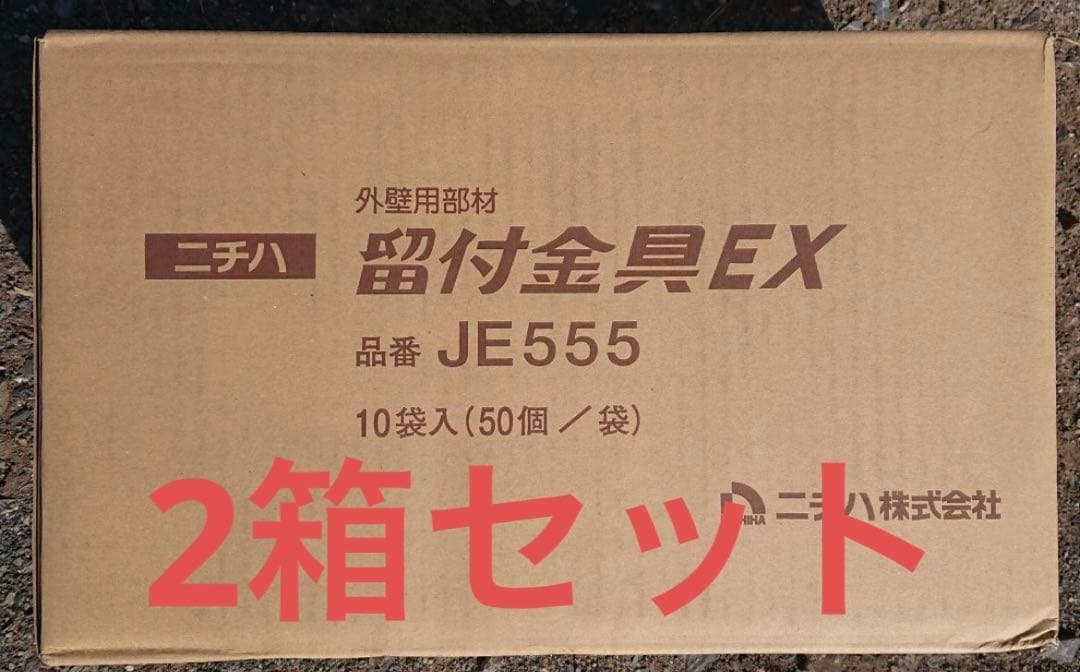 外壁用部材
ニチハ
留付金具EX
品番 JE555
10袋入(50個/袋)
ニチハ株式会社
2箱セット